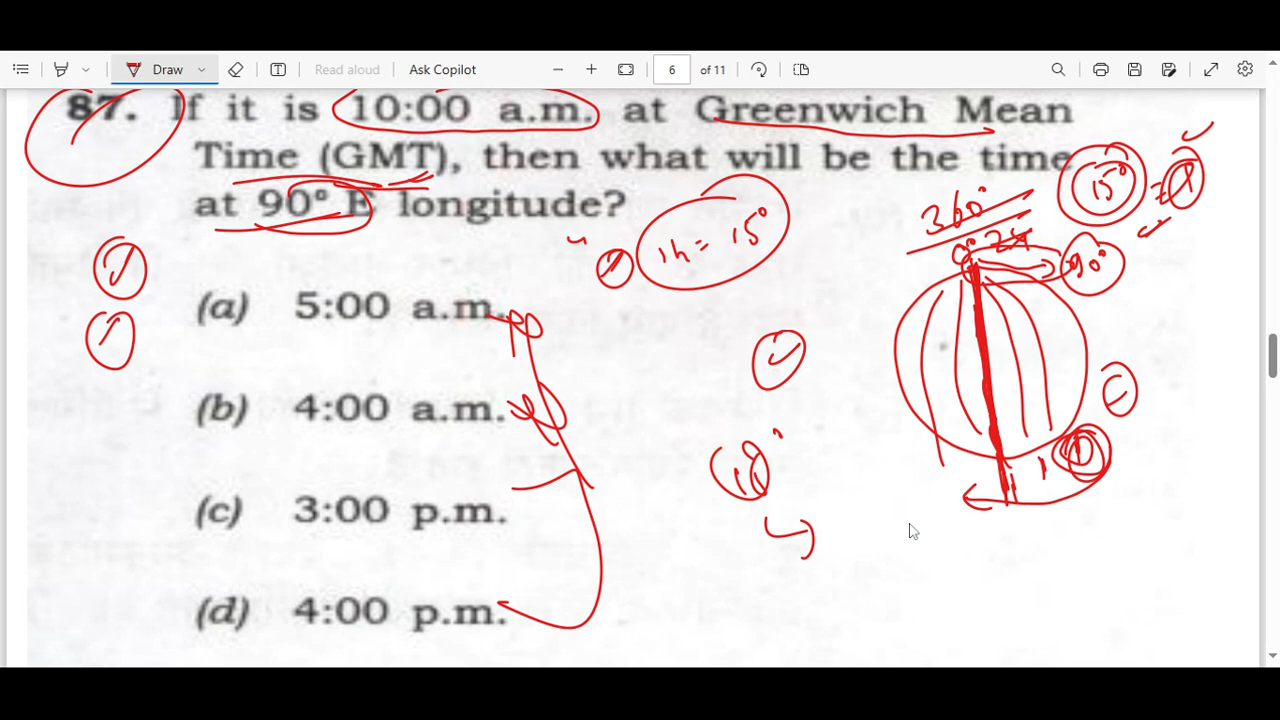 Draw
Read aloud
Ask Copilot
6
of 11
87. If it is 10:00 a.m. at Greenwich Mean
Time (GMT), then what will be the time
at 90° E longitude?
15°
360°
24
0°
90°
1h = 15°
(a) 5:00 a.m.
(b) 4:00 a.m.
(c) 3:00 p.m.
(d) 4:00 p.m.